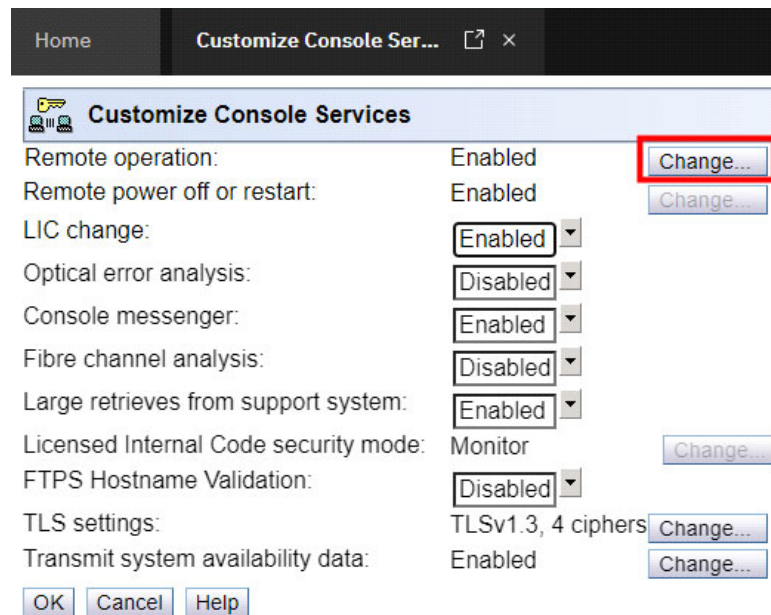 Home Customize Console Ser... ×
Customize Console Services
Remote operation: Enabled Change...
Remote power off or restart: Enabled Change...
LIC change: Enabled
Optical error analysis: Disabled
Console messenger: Enabled
Fibre channel analysis: Disabled
Large retrieves from support system: Enabled
Licensed Internal Code security mode: Monitor Change...
FTPS Hostname Validation: Disabled
TLS settings: TLSv1.3, 4 ciphers Change...
Transmit system availability data: Enabled Change...
OK Cancel Help